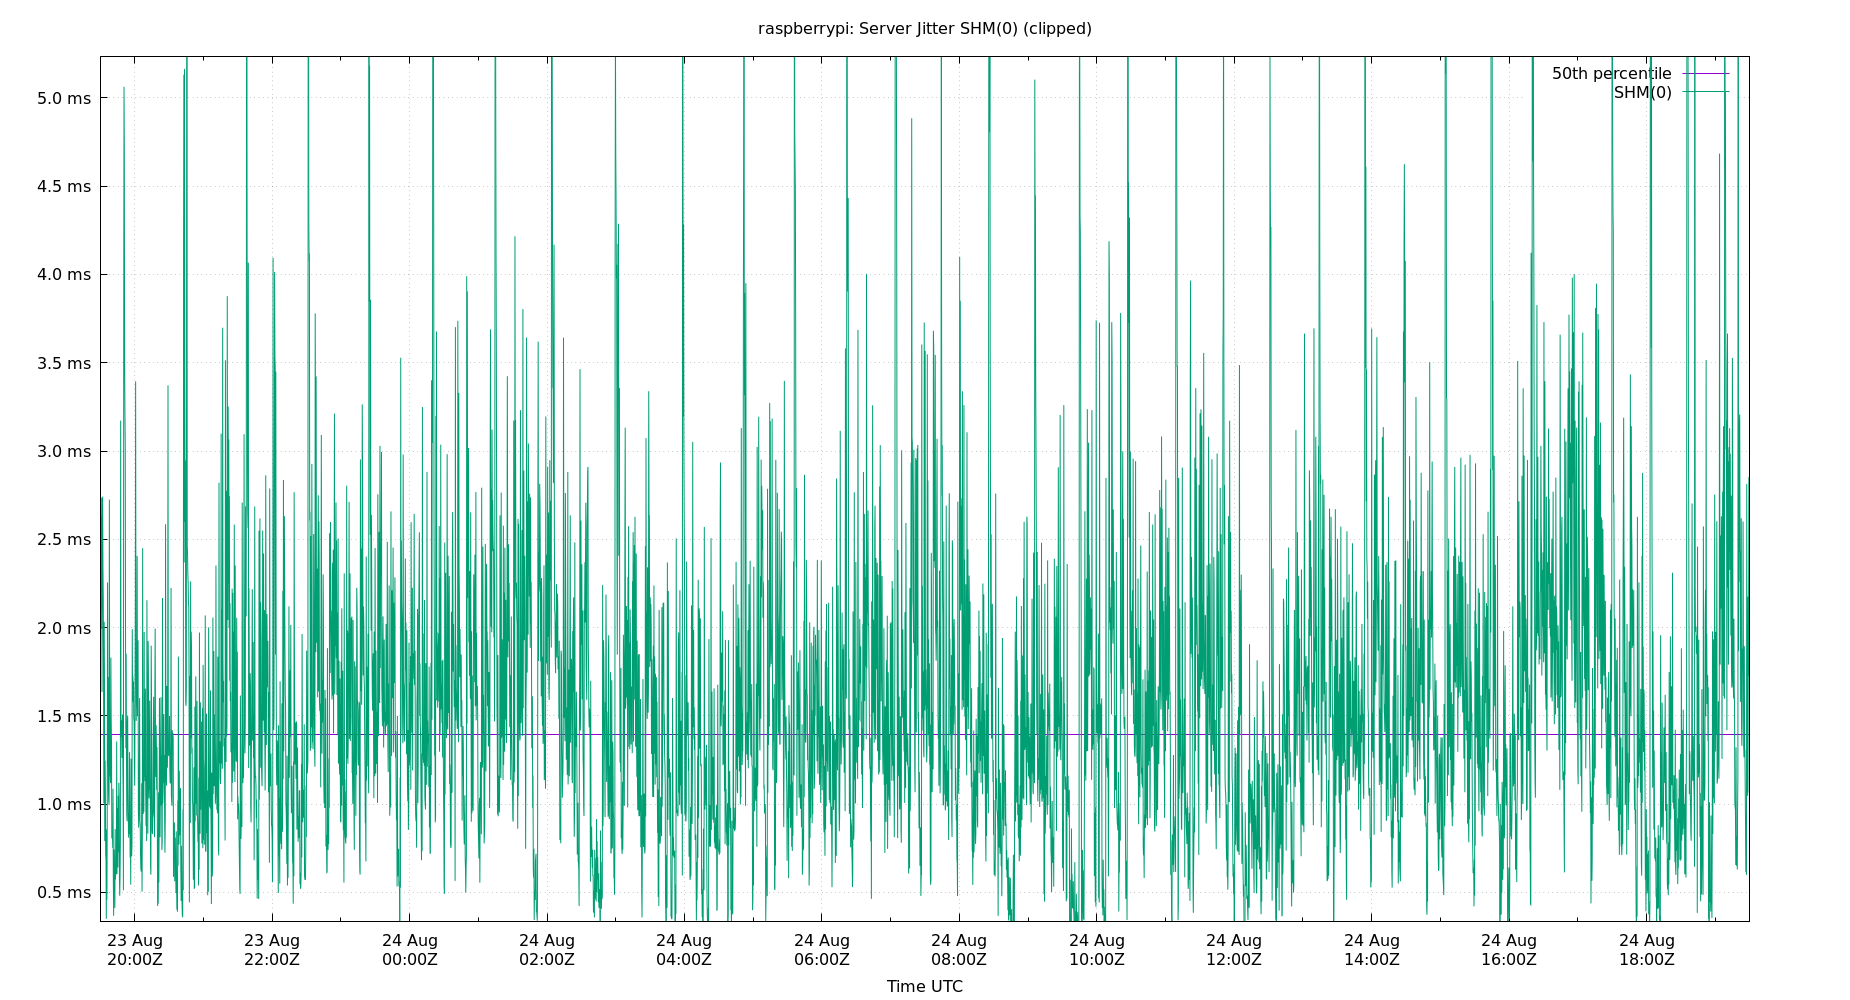 raspberrypi: Server Jitter SHM(0) (clipped)
50th percentile
SHM(0)
5.0 ms
4.5 ms
4.0 ms
3.5 ms
3.0 ms
2.5 ms
2.0 ms
1.5 ms
1.0 ms
0.5 ms
23 Aug 23 Aug 24 Aug 24 Aug 24 Aug 24 Aug 24 Aug 24 Aug 24 Aug 24 Aug 24 Aug 24 Aug
20:00Z 22:00Z 00:00Z 02:00Z 04:00Z 06:00Z 08:00Z 10:00Z 12:00Z 14:00Z 16:00Z 18:00Z
Time UTC